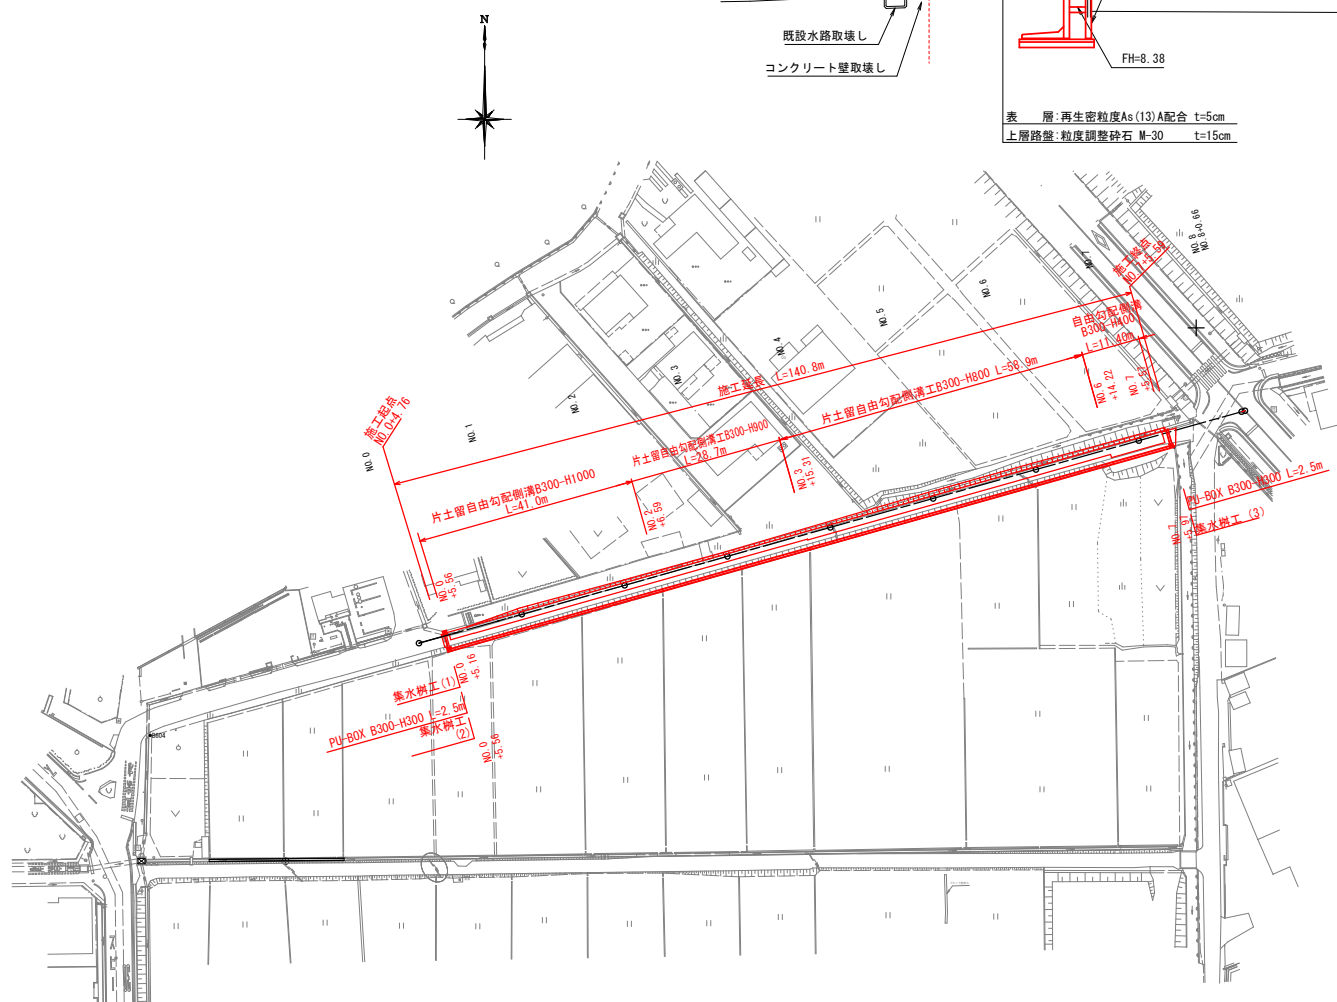 N
既設水路取壊し
コンクリート壁取壊し
FH=8.38
表　層:再生密粒度As(13)A配合 t=5cm
上層路盤:粒度調整砕石 M-30 t=15cm
NO.8+0.66
NO.8
NO.7
NO.6
NO.5
NO.4
NO.3
NO.2
NO.1
NO.0
施工終点
施工起点
NO.0+4.76
施工延長 L=140.8m
自由勾配側溝
B300-H400
L=11.40m
片土留自由勾配側溝工B300-H800 L=58.9m
片土留自由勾配側溝工B300-H900
L=28.7m
片土留自由勾配側溝B300-H1000
L=41.0m
NO.6
+14.22
NO.7
NO.3
+15.31
NO.2
+6.59
NO.0
+5.56
PU-BOX B300-H300 L=2.5m
集水桝工(3)
NO.7
+5.97
NO.0
+5.16
集水桝工(1)
PU-BOX B300-H300 L=2.5m
集水桝工
(2)
NO.0
+5.56